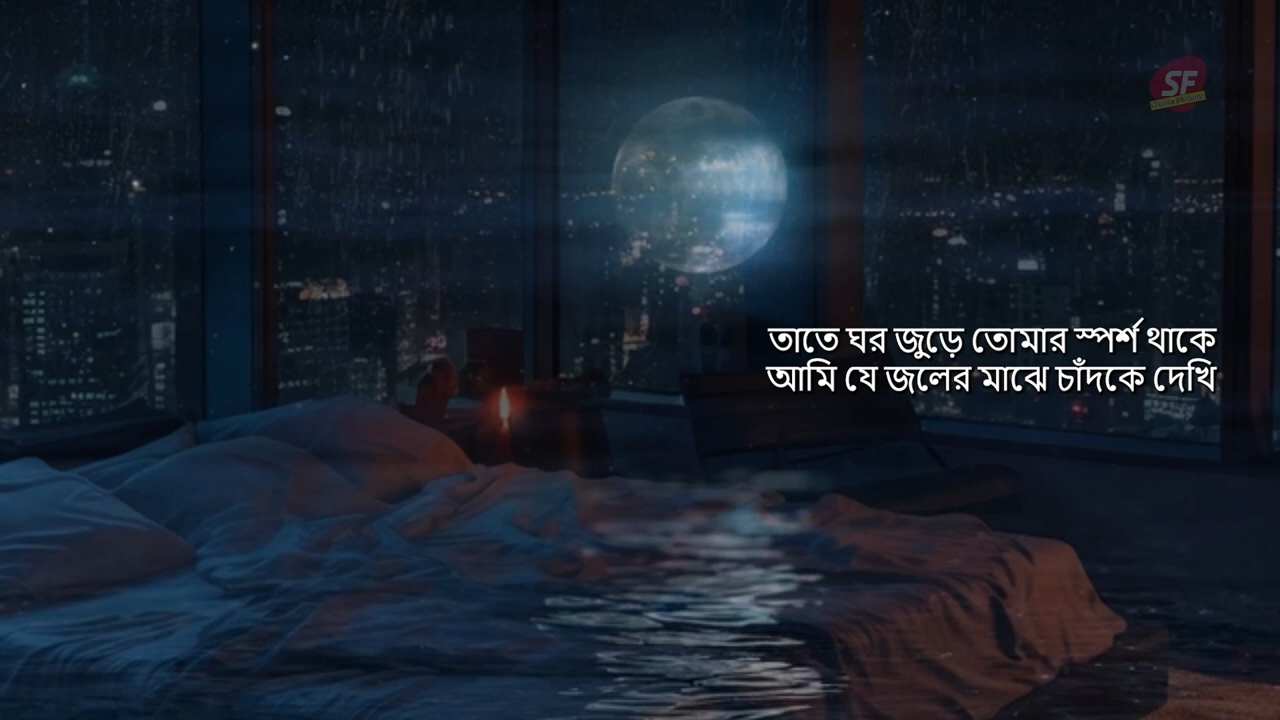 SF
তাতে ঘর জুড়ে তোমার স্পর্শ থাকে
আমি যে জলের মাঝে চাঁদকে দেখি